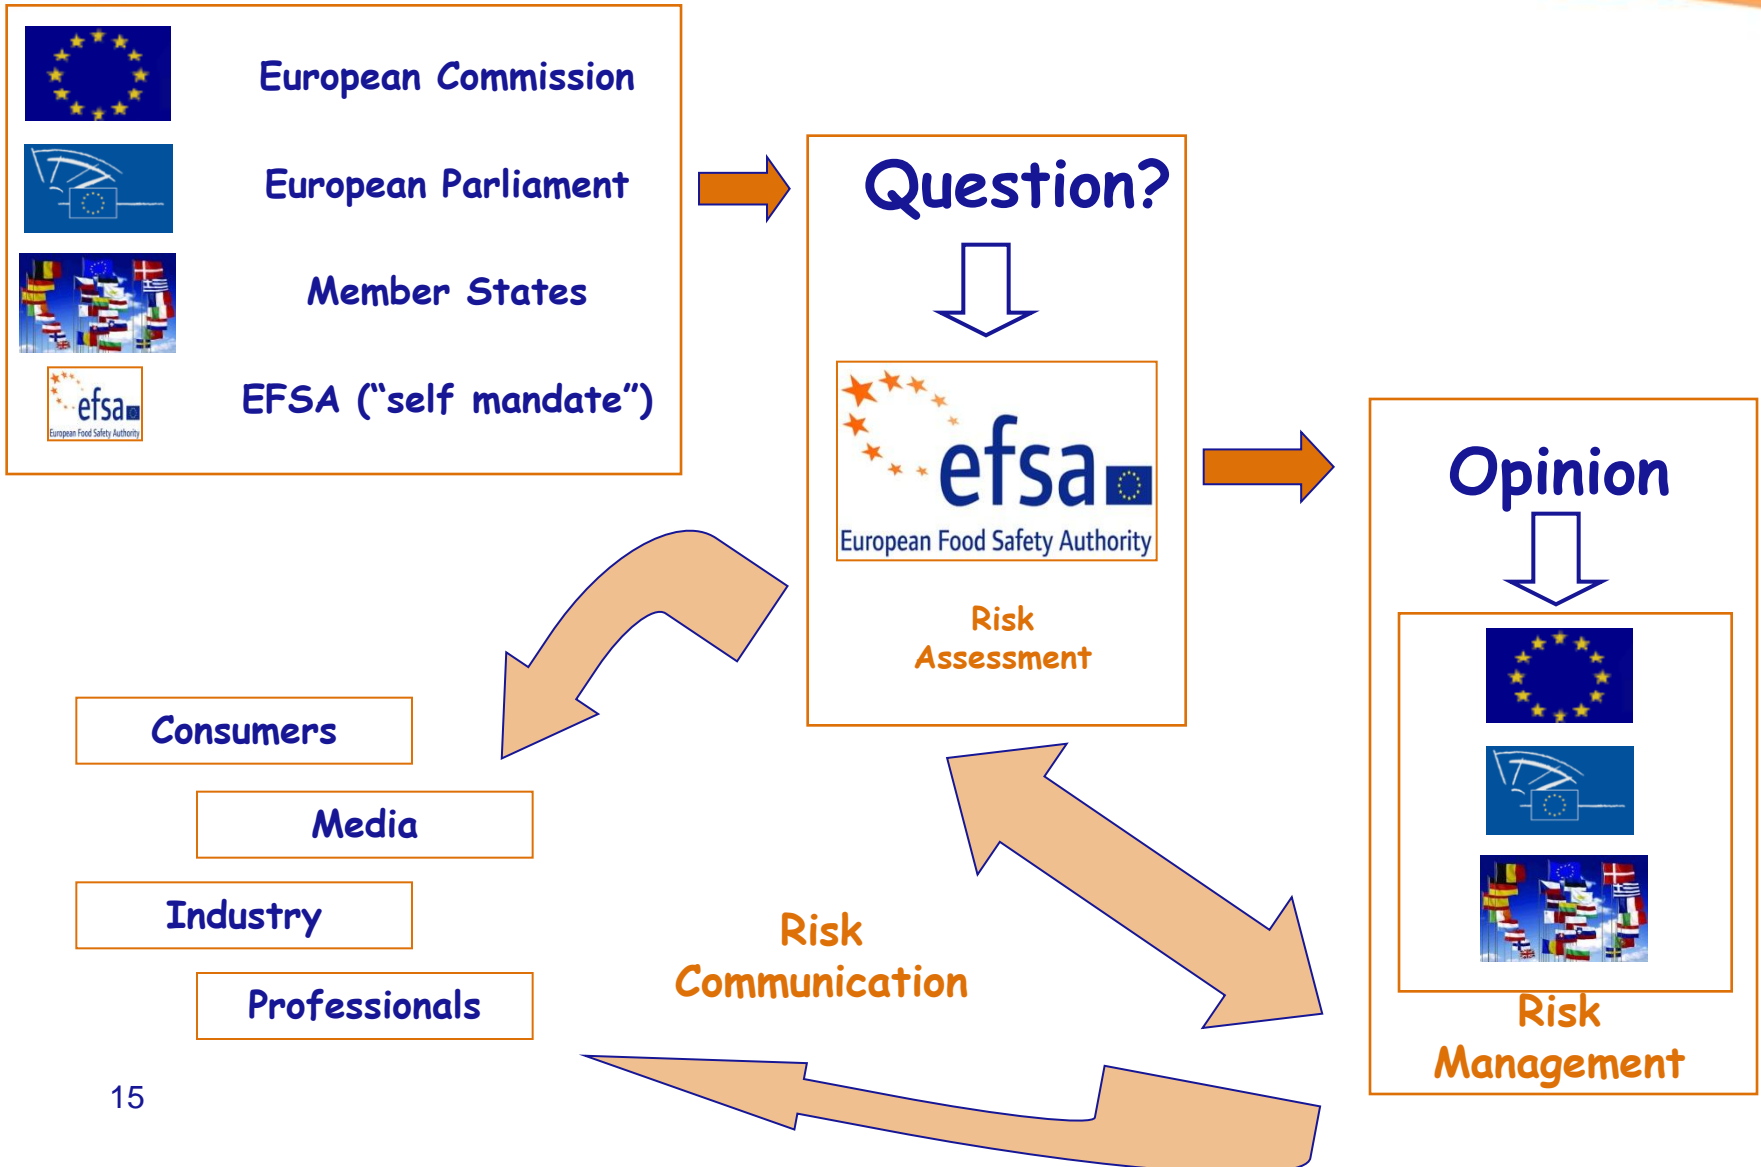 European Commission
European Parliament
Member States
efsa
European Food Safety Authority
EFSA (“self mandate”)
Question?
efsa
European Food Safety Authority
Risk
Assessment
Opinion
Risk
Management
Consumers
Media
Industry
Professionals
Risk
Communication
15